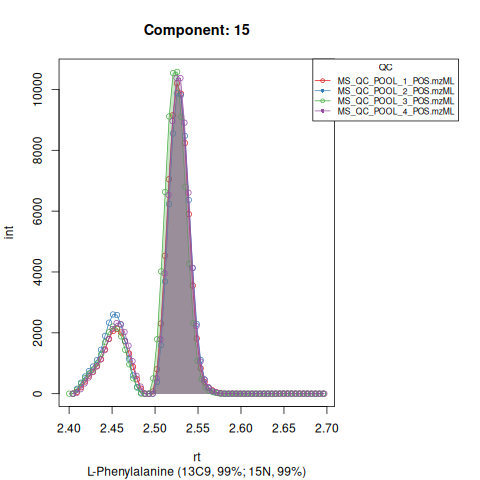 Component: 15
QC
MS_QC_POOL_1_POS.mzML
MS_QC_POOL_2_POS.mzML
MS_QC_POOL_3_POS.mzML
MS_QC_POOL_4_POS.mzML
int
0
2000
4000
6000
8000
10000
2.40 2.45 2.50 2.55 2.60 2.65 2.70
rt
L-Phenylalanine (13C9, 99%; 15N, 99%)